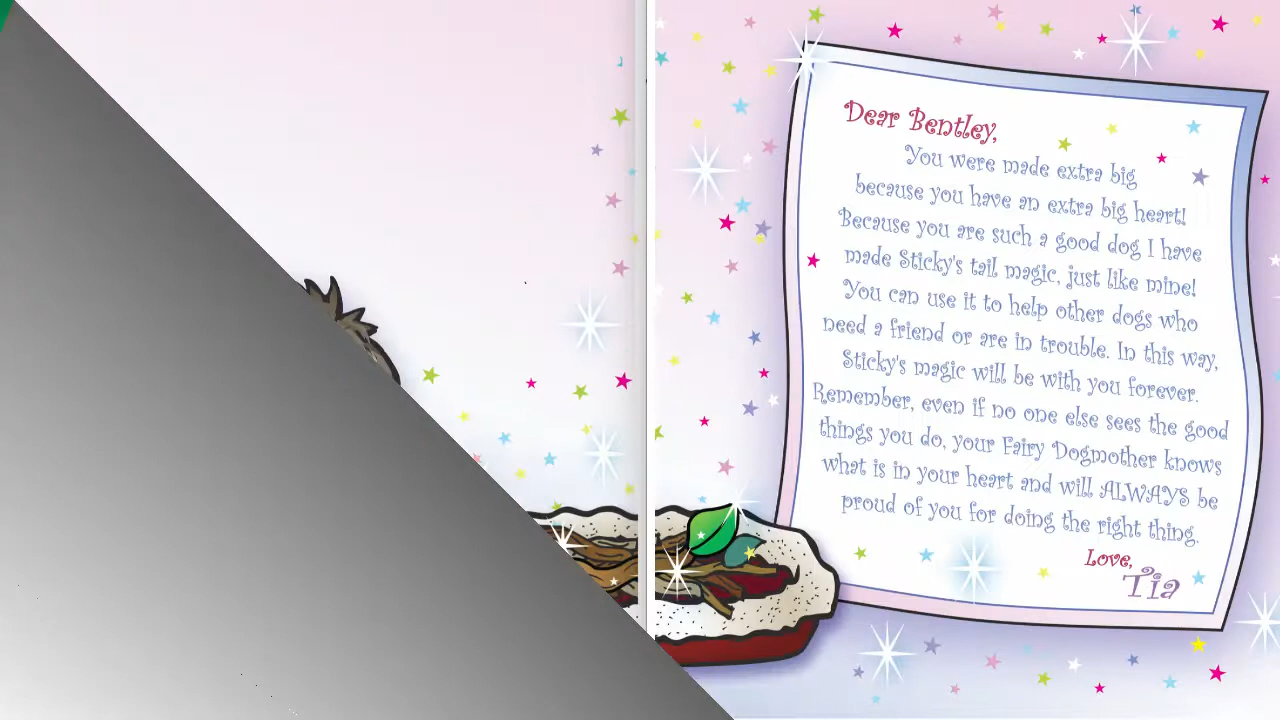 Dear Bentley,
You were made extra big
because you have an extra big heart!
Because you are such a good dog I have
made Sticky's tail magic, just like mine!
You can use it to help other dogs who
need a friend or are in trouble. In this way,
Sticky's magic will be with you forever.
Remember, even if no one else sees the good
things you do, your Fairy Dogmother knows
what is in your heart and will ALWAYS be
proud of you for doing the right thing.
Love,
Tia